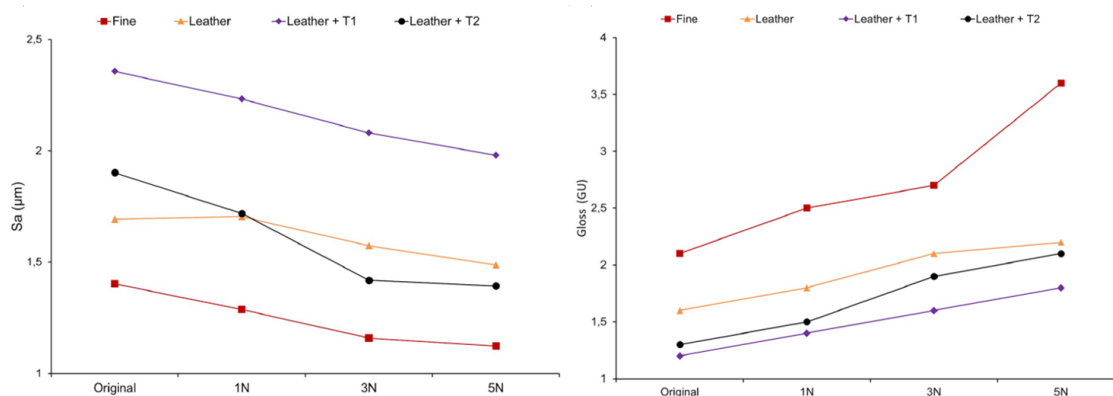 Fine Leather Leather + T1 Leather + T2
2,5
2
1,5
1
Sa (μm)
Original 1N 3N 5N
Fine Leather Leather + T1 Leather + T2
4
3,5
3
2,5
2
1,5
1
Gloss (GU)
Original 1N 3N 5N